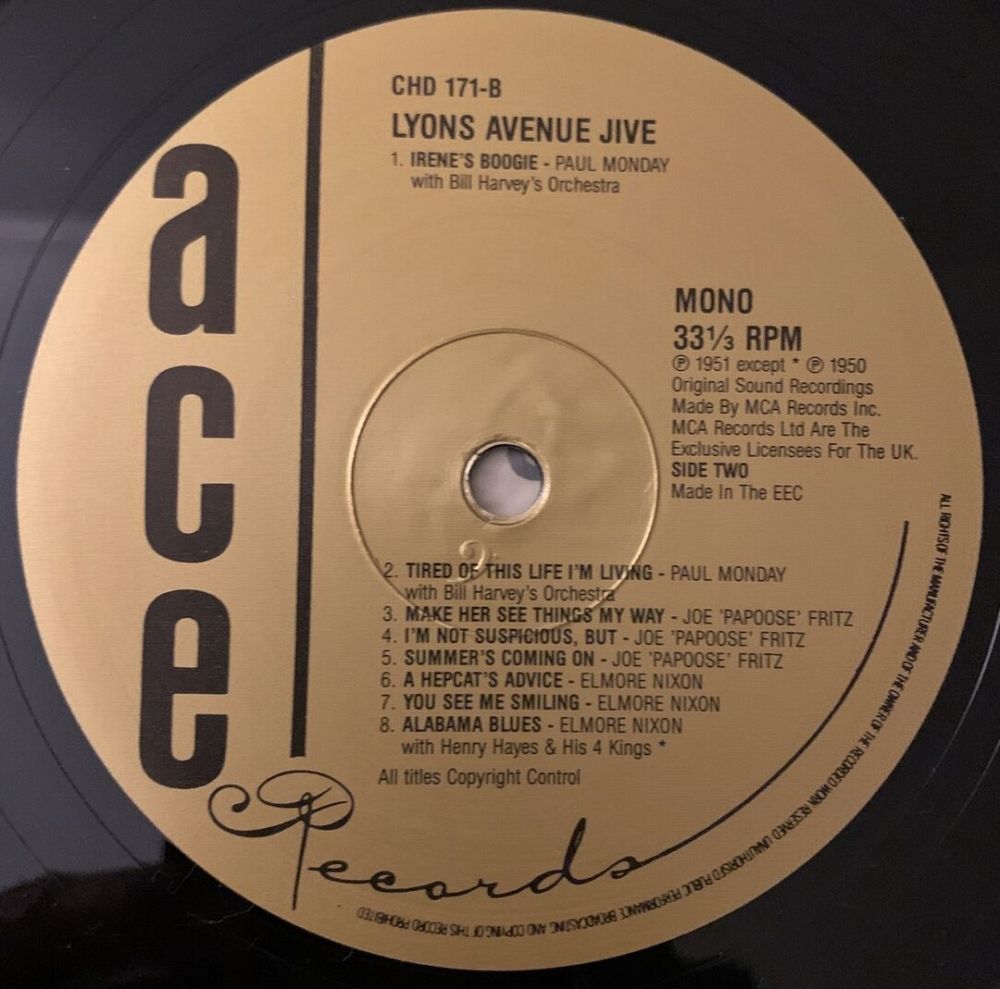 ace
Records
CHD 171-B
LYONS AVENUE JIVE
1. IRENE'S BOOGIE - PAUL MONDAY
with Bill Harvey's Orchestra
MONO
33⅓ RPM
℗ 1951 except * ℗ 1950
Original Sound Recordings
Made By MCA Records Inc.
MCA Records Ltd Are The
Exclusive Licensees For The UK.
SIDE TWO
Made In The EEC
2. TIRED OF THIS LIFE I'M LIVING - PAUL MONDAY
with Bill Harvey's Orchestra
3. MAKE HER SEE THINGS MY WAY - JOE 'PAPOOSE' FRITZ
4. I'M NOT SUSPICIOUS, BUT - JOE 'PAPOOSE' FRITZ
5. SUMMER'S COMING ON - JOE 'PAPOOSE' FRITZ
6. A HEPCAT'S ADVICE - ELMORE NIXON
7. YOU SEE ME SMILING - ELMORE NIXON
8. ALABAMA BLUES - ELMORE NIXON
with Henry Hayes & His 4 Kings *
All titles Copyright Control
ALL RIGHTS OF THE MANUFACTURER AND OF THE OWNER OF THE RECORDED WORK RESERVED UNAUTHORIS'D PUBLIC PERFORMANCE BROADCASTING AND COPYING OF THIS RECORD PROHIBITED